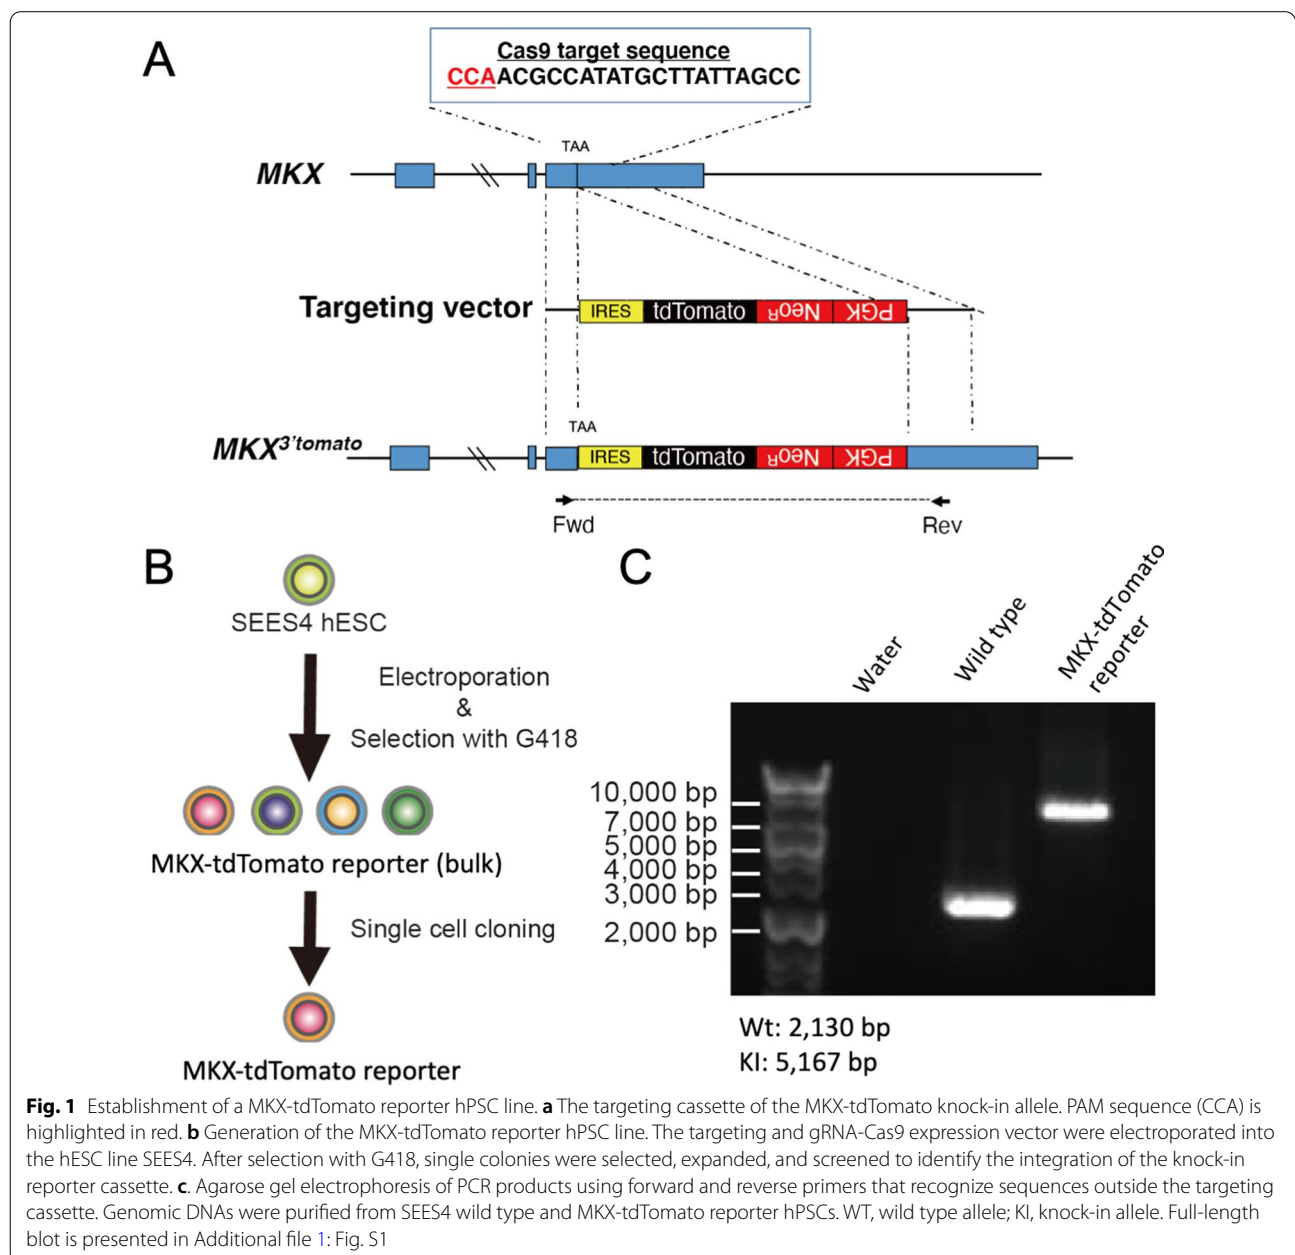 A
Cas9 target sequence
CCAACGCCATATGCTTATTAGCC
TAA
MKX
Targeting vector
IRES tdTomato NeoR PGK
TAA
MKX3'tomato
IRES tdTomato NeoR PGK
Fwd
Rev
B
SEES4 hESC
Electroporation
&
Selection with G418
MKX-tdTomato reporter (bulk)
Single cell cloning
MKX-tdTomato reporter
C
Water
Wild type
MKX-tdTomato
reporter
10,000 bp
7,000 bp
5,000 bp
4,000 bp
3,000 bp
2,000 bp
Wt: 2,130 bp
KI: 5,167 bp
Fig. 1 Establishment of a MKX-tdTomato reporter hPSC line. a The targeting cassette of the MKX-tdTomato knock-in allele. PAM sequence (CCA) is
highlighted in red. b Generation of the MKX-tdTomato reporter hPSC line. The targeting and gRNA-Cas9 expression vector were electroporated into
the hESC line SEES4. After selection with G418, single colonies were selected, expanded, and screened to identify the integration of the knock-in
reporter cassette. c. Agarose gel electrophoresis of PCR products using forward and reverse primers that recognize sequences outside the targeting
cassette. Genomic DNAs were purified from SEES4 wild type and MKX-tdTomato reporter hPSCs. WT, wild type allele; KI, knock-in allele. Full-length
blot is presented in Additional file 1: Fig. S1